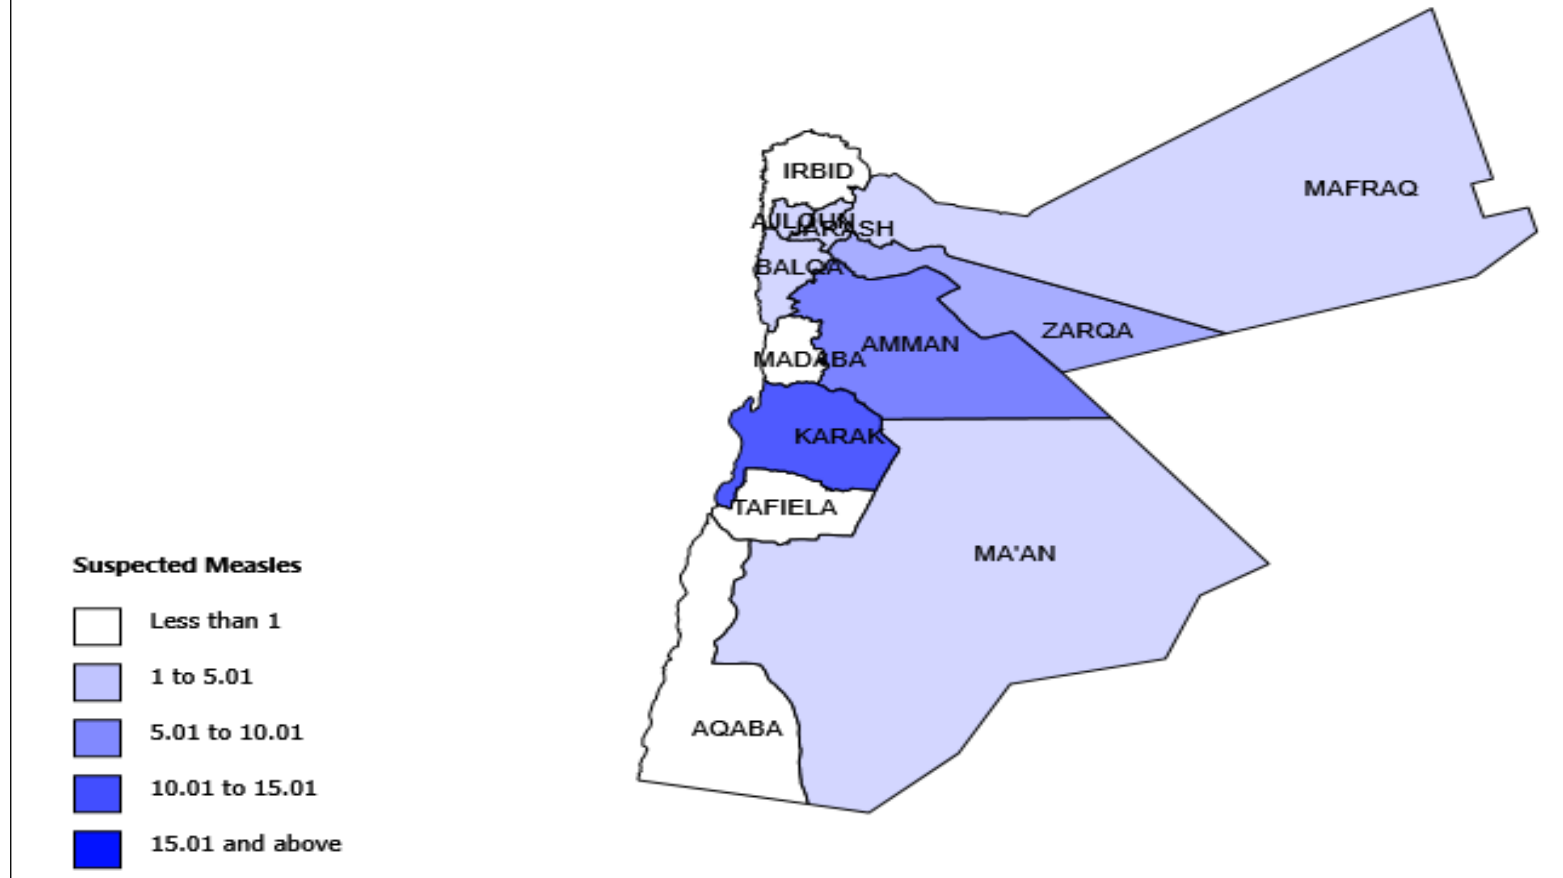 IRBID
MAFRAQ
AJLOUN
JARASH
BALQA
ZARQA
AMMAN
MADABA
KARAK
TAFIELA
MA'AN
AQABA
Suspected Measles
Less than 1
1 to 5.01
5.01 to 10.01
10.01 to 15.01
15.01 and above